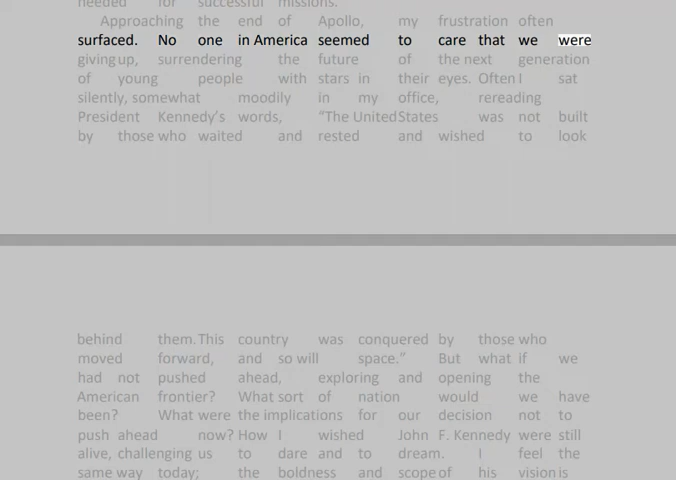 needed for successful missions.
Approaching the end of Apollo, my frustration often
surfaced. No one in America seemed to care that we were
giving up, surrendering the future of the next generation
of young people with stars in their eyes. Often I sat
silently, somewhat moodily in my office, rereading
President Kennedy’s words, “The United States was not built
by those who waited and rested and wished to look
behind them. This country was conquered by those who
moved forward, and so will space.” But what if we
had not pushed ahead, exploring and opening the
American frontier? What sort of nation would we have
been? What were the implications for our decision not to
push ahead now? How I wished John F. Kennedy were still
alive, challenging us to dare and to dream. I feel the
same way today; the boldness and scope of his vision is